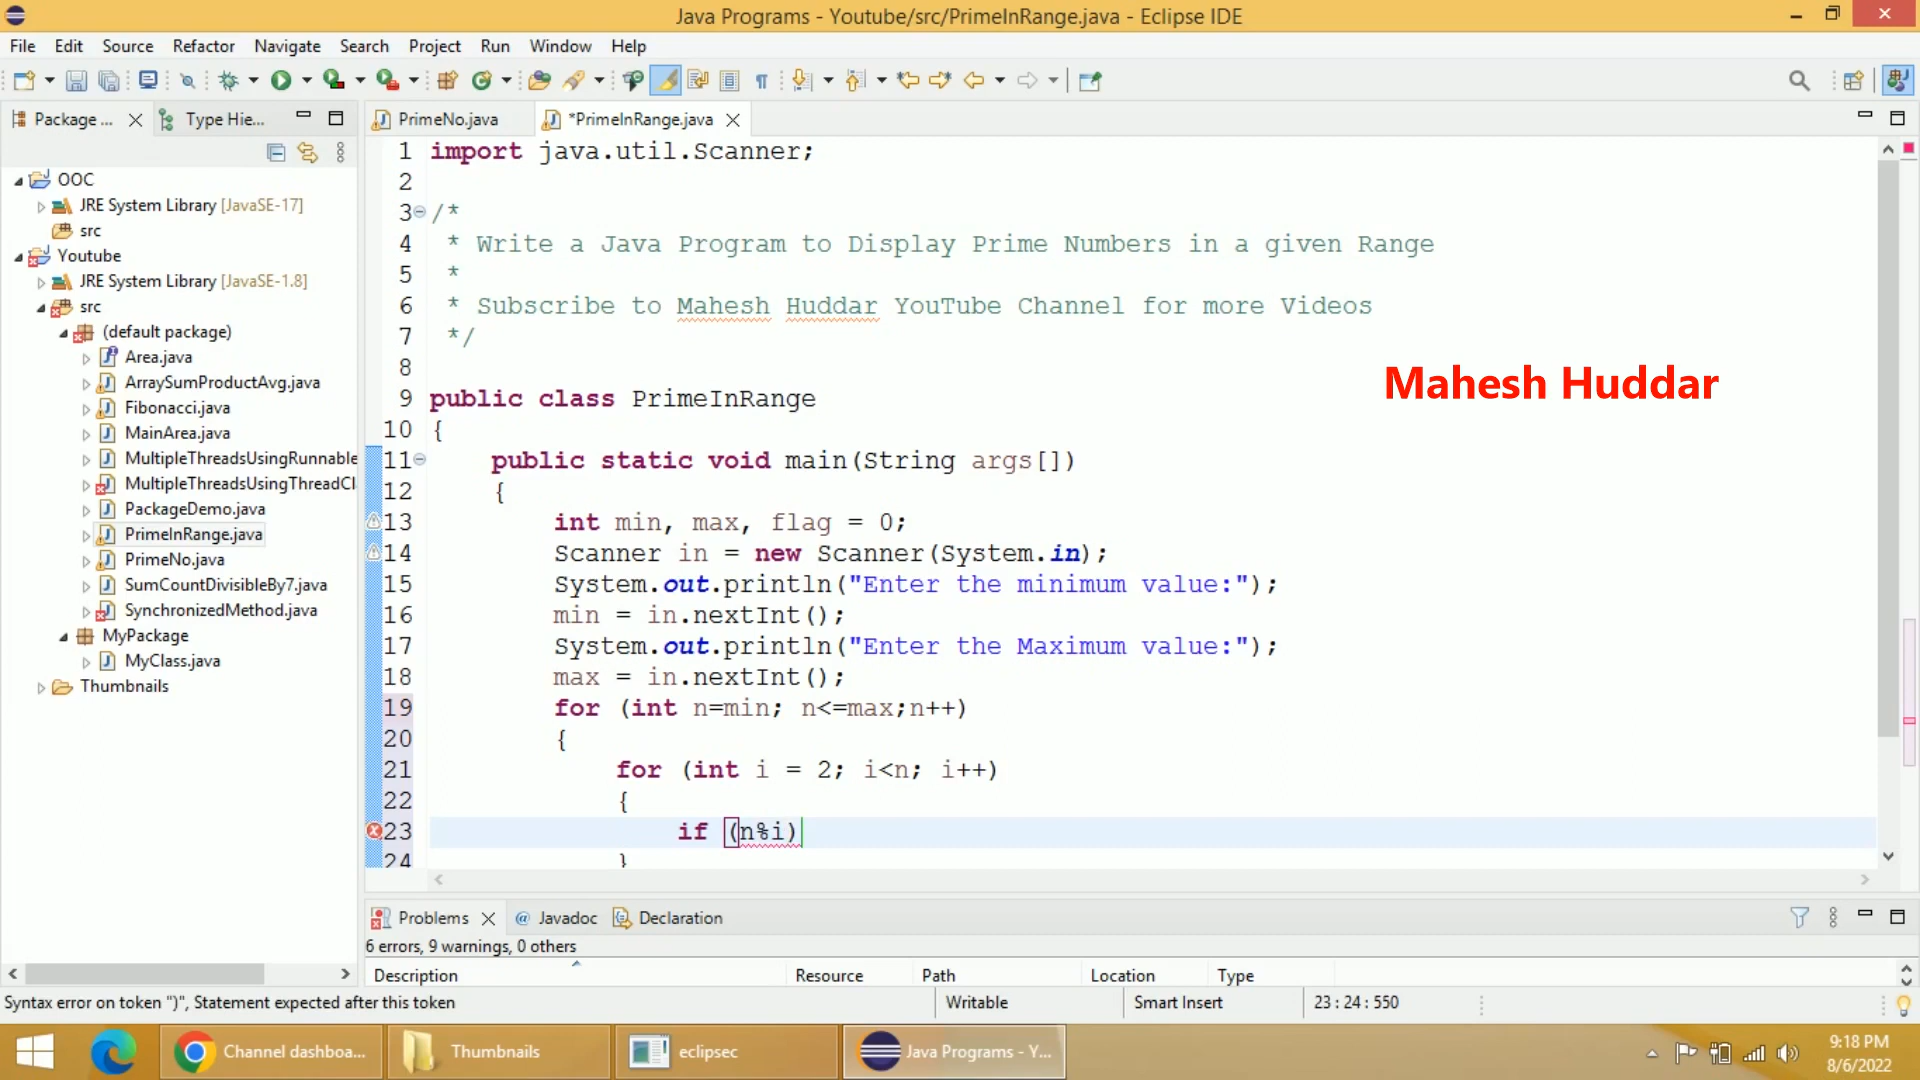 Java Programs - Youtube/src/PrimeInRange.java - Eclipse IDE
File Edit Source Refactor Navigate Search Project Run Window Help
Package ... Type Hie... PrimeNo.java *PrimeInRange.java
OOC
JRE System Library [JavaSE-17]
src
Youtube
JRE System Library [JavaSE-1.8]
src
(default package)
Area.java
ArraySumProductAvg.java
Fibonacci.java
MainArea.java
MultipleThreadsUsingRunnable
MultipleThreadsUsingThreadCl
PackageDemo.java
PrimeInRange.java
PrimeNo.java
SumCountDivisibleBy7.java
SynchronizedMethod.java
MyPackage
MyClass.java
Thumbnails
1 import java.util.Scanner;
2
3 /*
4 * Write a Java Program to Display Prime Numbers in a given Range
5 *
6 * Subscribe to Mahesh Huddar YouTube Channel for more Videos
7 */
8
9 public class PrimeInRange
10 {
11 public static void main(String args[])
12 {
13 int min, max, flag = 0;
14 Scanner in = new Scanner(System.in);
15 System.out.println("Enter the minimum value:");
16 min = in.nextInt();
17 System.out.println("Enter the Maximum value:");
18 max = in.nextInt();
19 for (int n=min; n<=max;n++)
20 {
21 for (int i = 2; i<n; i++)
22 {
23 if (n%i)
24 }
Mahesh Huddar
Problems Javadoc Declaration
6 errors, 9 warnings, 0 others
Description Resource Path Location Type
Syntax error on token ")", Statement expected after this token Writable Smart Insert 23 : 24 : 550
Channel dashboa... Thumbnails eclipsec Java Programs - Y...
9:18 PM
8/6/2022